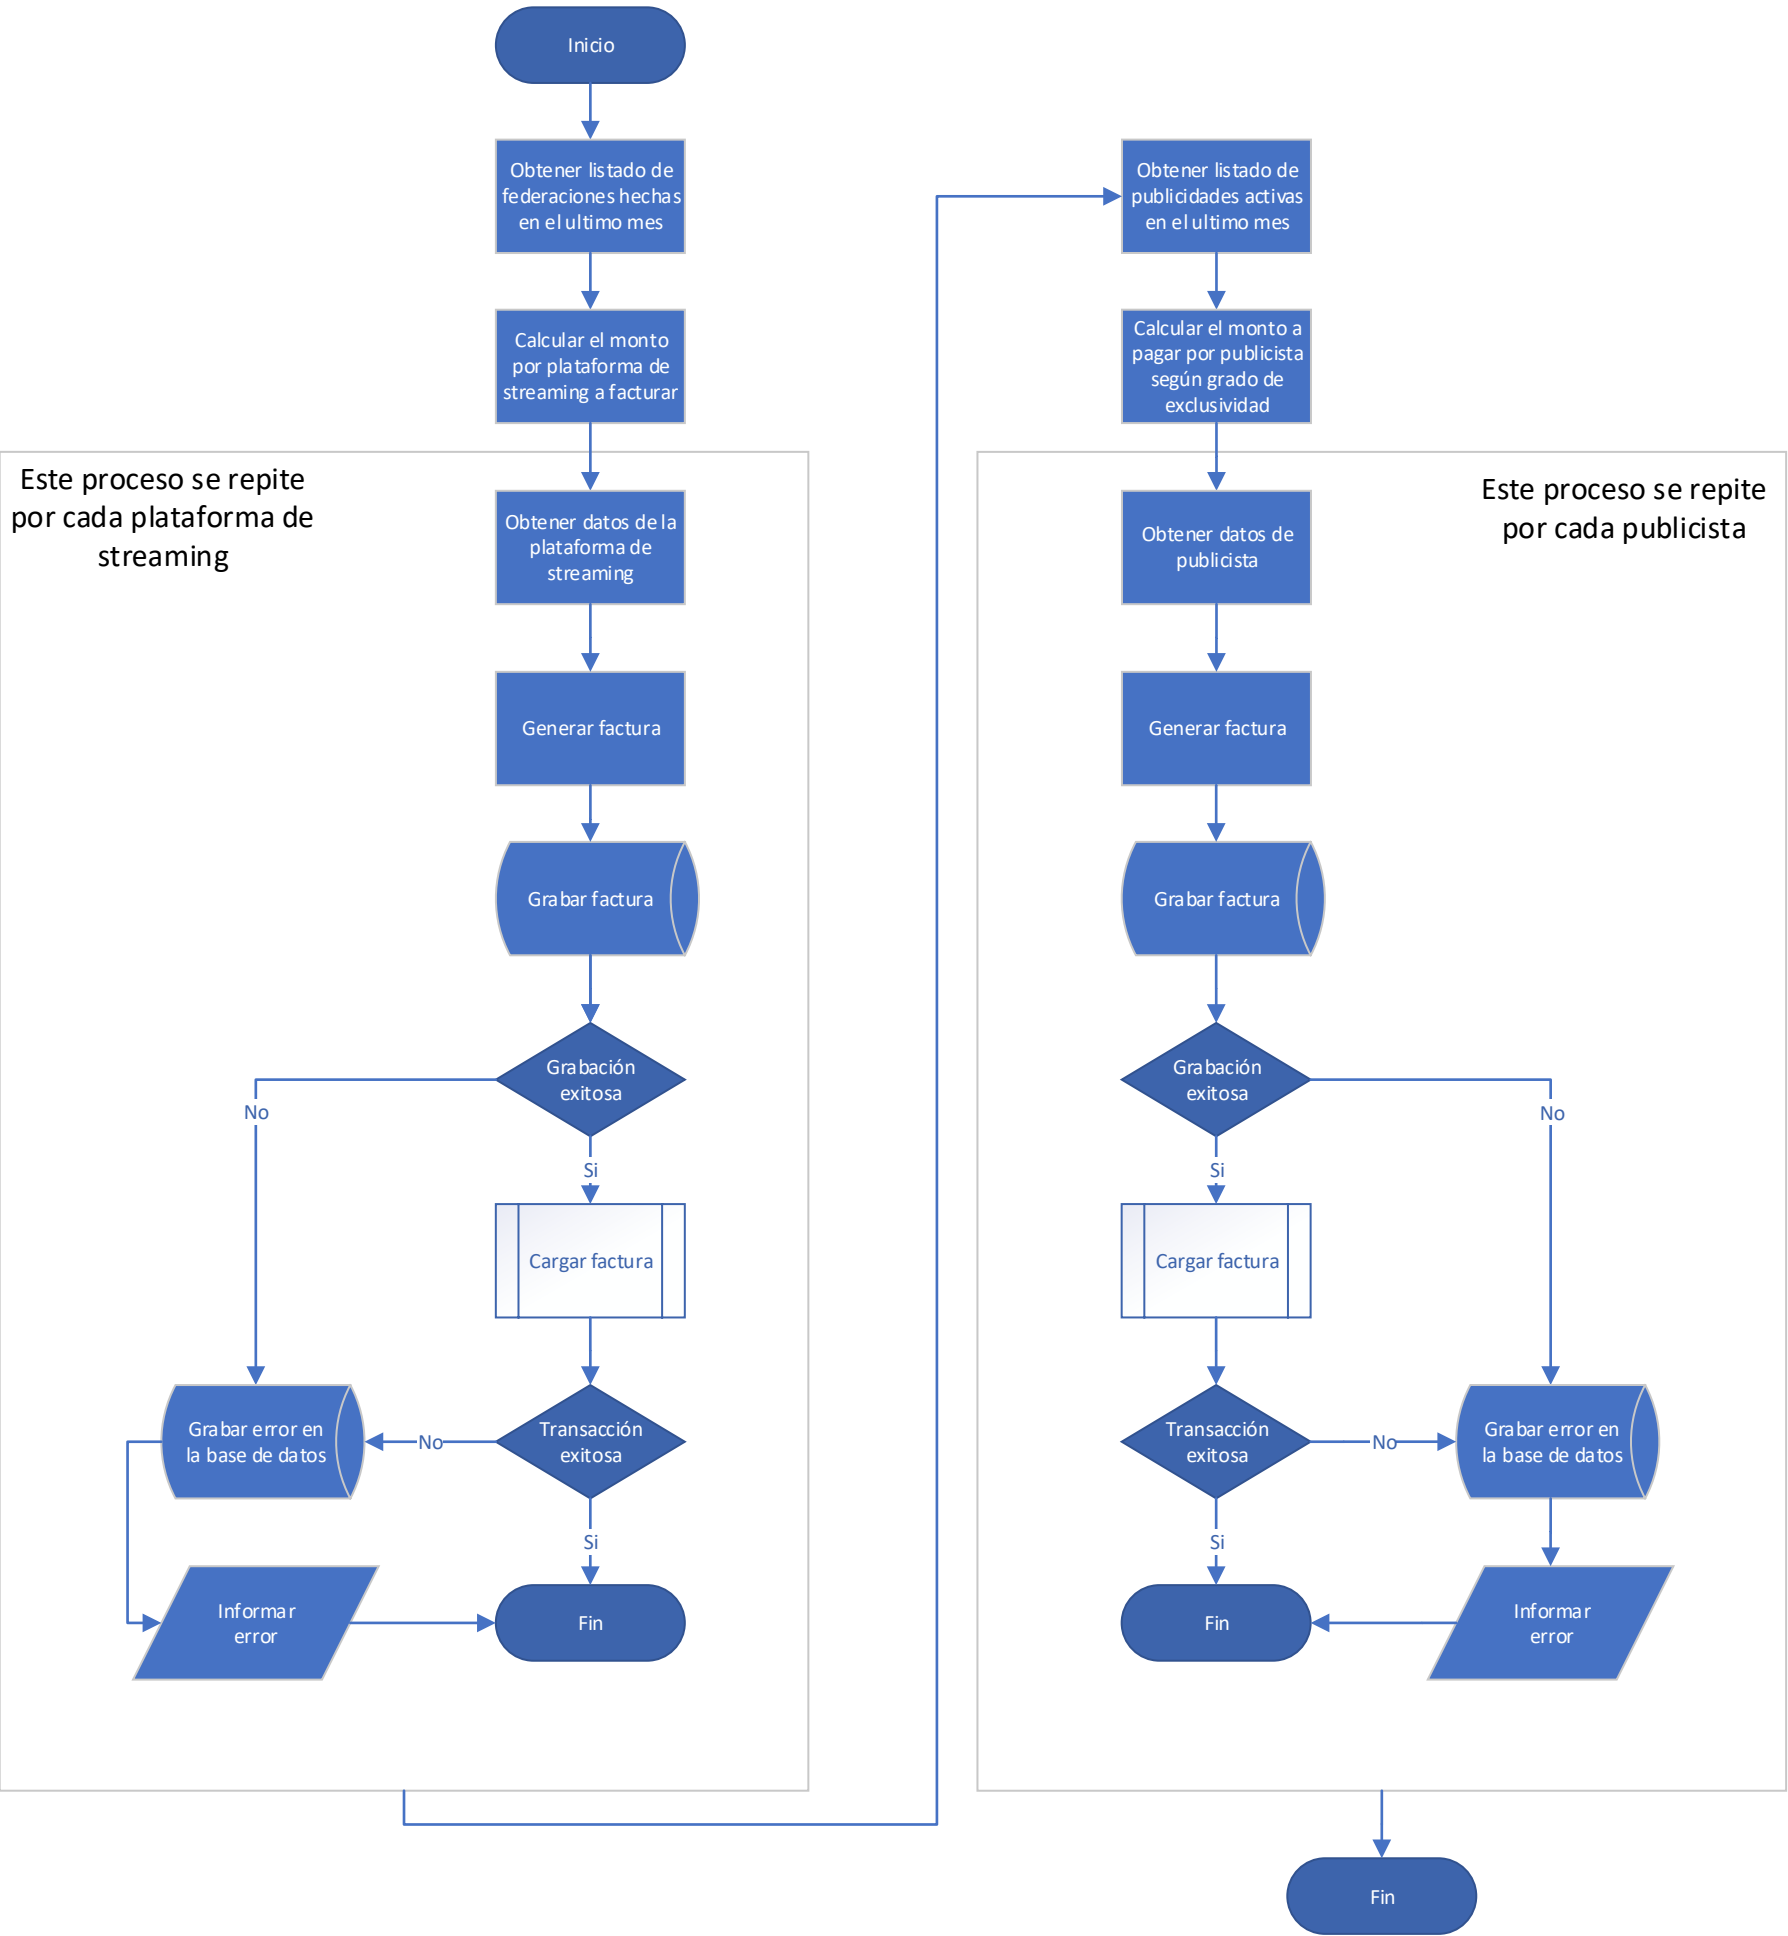 Inicio
Obtener listado de
federaciones hechas
en el ultimo mes
Calcular el monto
por plataforma de
streaming a facturar
Este proceso se repite
por cada plataforma de
streaming
Obtener datos de la
plataforma de
streaming
Generar factura
Grabar factura
Grabación
exitosa
No
Si
Cargar factura
Grabar error en
la base de datos
No
Transacción
exitosa
Si
Informar
error
Fin
Obtener listado de
publicidades activas
en el ultimo mes
Calcular el monto a
pagar por publicista
según grado de
exclusividad
Este proceso se repite
por cada publicista
Obtener datos de
publicista
Generar factura
Grabar factura
Grabación
exitosa
No
Si
Cargar factura
Transacción
exitosa
No
Grabar error en
la base de datos
Si
Fin
Informar
error
Fin